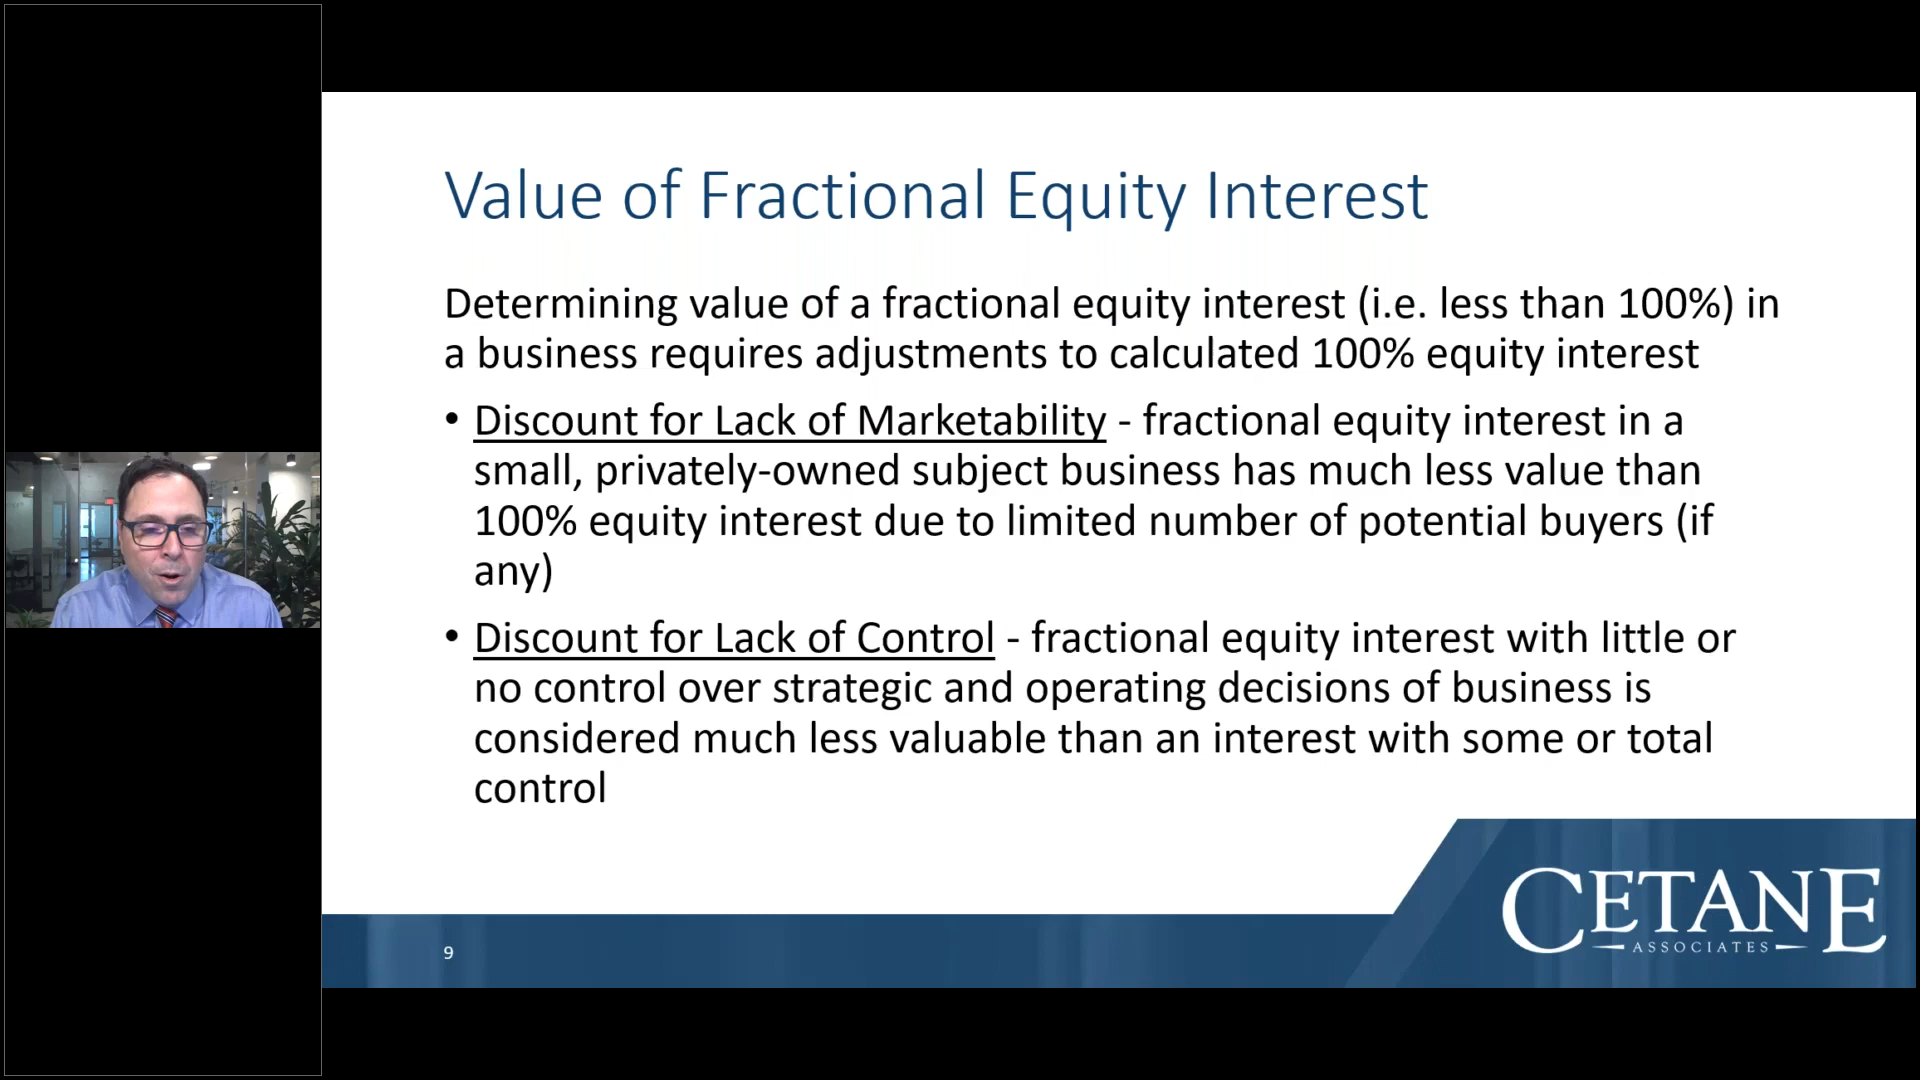 Value of Fractional Equity Interest
Determining value of a fractional equity interest (i.e. less than 100%) in
a business requires adjustments to calculated 100% equity interest
• Discount for Lack of Marketability - fractional equity interest in a
small, privately-owned subject business has much less value than
100% equity interest due to limited number of potential buyers (if
any)
• Discount for Lack of Control - fractional equity interest with little or
no control over strategic and operating decisions of business is
considered much less valuable than an interest with some or total
control
9
CETANE
ASSOCIATES